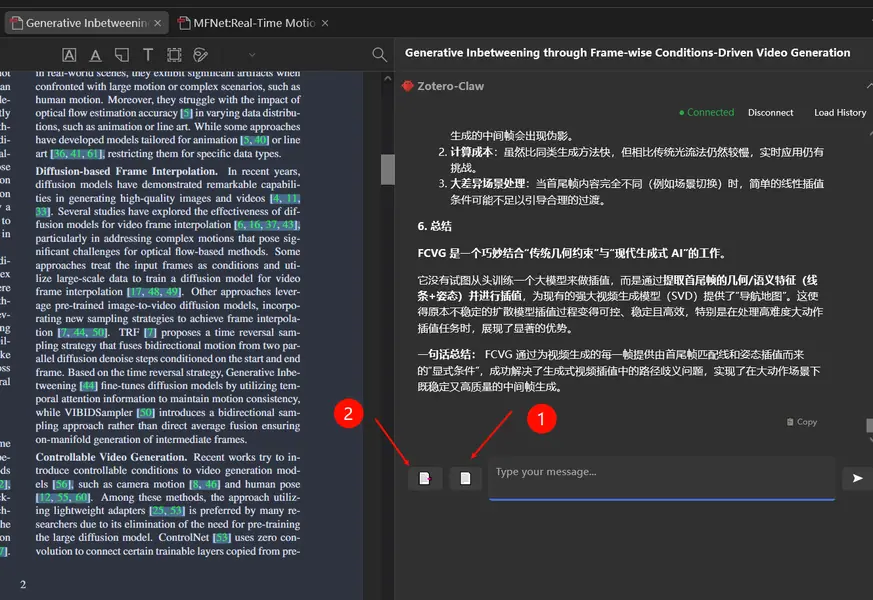 Generative Inbetweening
MFNet:Real-Time Motio
in real-world scenes, they exhibit significant artifacts when
confronted with large motion or complex scenarios, such as
human motion. Moreover, they struggle with the impact of
optical flow estimation accuracy [5] in varying data distribu-
tions, such as animation or line art. While some approaches
have developed models tailored for animation [5, 40] or line
art [36, 41, 61], restricting them for specific data types.
Diffusion-based Frame Interpolation. In recent years,
diffusion models have demonstrated remarkable capabili-
ties in generating high-quality images and videos [4, 11,
33]. Several studies have explored the effectiveness of dif-
fusion models for video frame interpolation [6, 16, 37, 43],
particularly in addressing complex motions that pose sig-
nificant challenges for optical flow-based methods. Some
approaches treat the input frames as conditions and uti-
lize large-scale data to train a diffusion model for video
frame interpolation [17, 48, 49]. Other approaches lever-
age pre-trained image-to-video diffusion models, incorpo-
rating new sampling strategies to achieve frame interpola-
tion [7, 44, 50]. TRF [7] proposes a time reversal sam-
pling strategy that fuses bidirectional motion from two par-
allel diffusion denoise steps conditioned on the start and end
frame. Based on the time reversal strategy, Generative Inbe-
tweening [44] fine-tunes diffusion models by utilizing tem-
poral attention information to maintain motion consistency,
while VIBIDSampler [50] introduces a bidirectional sam-
pling approach rather than direct average fusion ensuring
on-manifold generation of intermediate frames.
Controllable Video Generation. Recent works try to in-
troduce controllable conditions to video generation mod-
els [56], such as camera motion [8, 46] and human pose
[12, 55, 60]. Among these methods, the approach utiliz-
ing lightweight adapters [25, 53] is preferred by many re-
searchers due to its elimination of the need for pre-training
the large diffusion model. ControlNet [53] uses zero con-
volution to connect certain trainable layers copied from pre-
2
Generative Inbetweening through Frame-wise Conditions-Driven Video Generation
Zotero-Claw
Connected Disconnect Load History
生成的中间帧会出现伪影。
2. 计算成本：虽然比同类生成方法快，但相比传统光流法仍然较慢，实时应用仍有
挑战。
3. 大差异场景处理：当首尾帧内容完全不同（例如场景切换）时，简单的线性插值
条件可能不足以引导合理的过渡。
6. 总结
FCVG 是一个巧妙结合"传统几何约束"与"现代生成式 AI"的工作。
它没有试图从头训练一个大模型来做插值，而是通过提取首尾帧的几何/语义特征（线
条+姿态）并进行插值，为现有的强大视频生成模型（SVD）提供了"导航地图"。这使
得原本不稳定的扩散模型插值过程变得可控、稳定且高效，特别是在处理高难度大动作
插值任务时，展现了显著的优势。
一句话总结： FCVG 通过为视频生成的每一帧提供由首尾帧匹配线和姿态插值而来
的"显式条件"，成功解决了生成式视频插值中的路径歧义问题，实现了在大动作场景下
既稳定又高质量的中间帧生成。
Copy
2
1
Type your message...